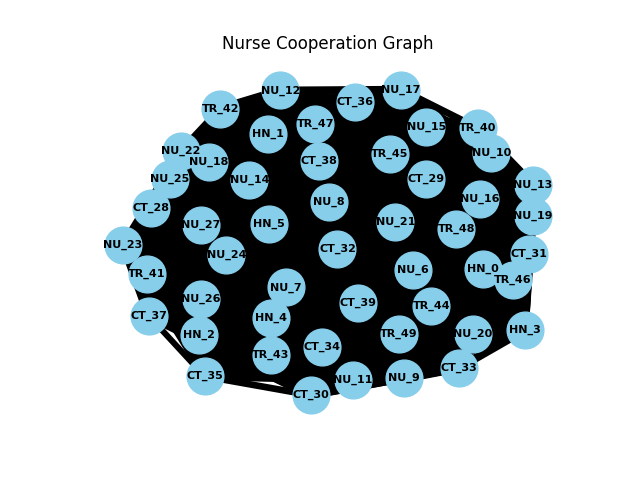 Nurse Cooperation Graph
NU_12
NU_17
CT_36
TR_42
TR_47
NU_15
TR_40
HN_1
NU_22
NU_18
CT_38
TR_45
NU_10
NU_25
NU_14
CT_29
NU_13
CT_28
NU_8
NU_16
NU_19
NU_27
HN_5
NU_21
TR_48
NU_23
NU_24
CT_32
CT_31
TR_41
NU_6
HN_0
TR_46
NU_7
NU_26
CT_39
TR_44
CT_37
HN_4
HN_2
TR_49
NU_20
HN_3
TR_43
CT_34
CT_35
NU_11
NU_9
CT_33
CT_30